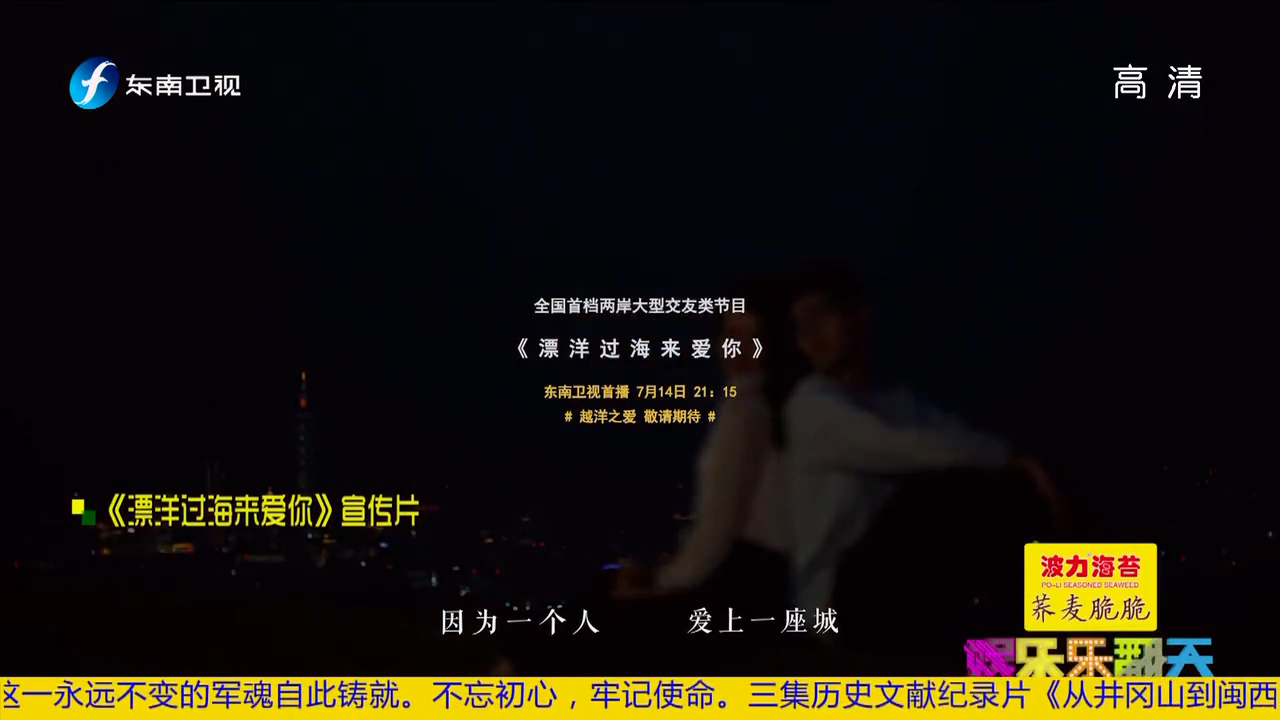 东南卫视
高清
全国首档两岸大型交友类节目
《漂洋过海来爱你》
东南卫视首播 7月14日 21：15
# 越洋之爱 敬请期待 #
《漂洋过海来爱你》宣传片
波力海苔
PO-LI SEASONED SEAWEED
荞麦脆脆
因为一个人 爱上一座城
娱乐乐翻天
这一永远不变的军魂自此铸就。不忘初心，牢记使命。三集历史文献纪录片《从井冈山到闽西